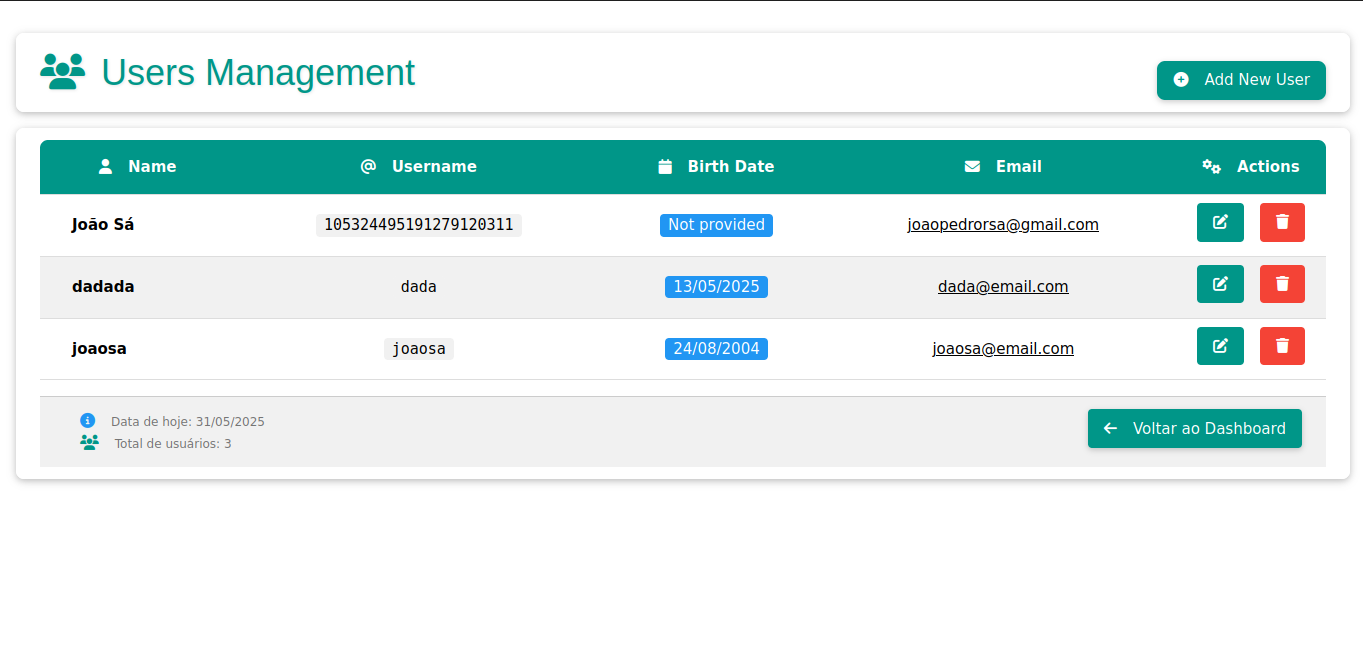 Users Management
Add New User
Name Username Birth Date Email Actions
João Sá 105324495191279120311 Not provided joaopedrorsa@gmail.com
dadada dada 13/05/2025 dada@email.com
joaosa joaosa 24/08/2004 joaosa@email.com
Data de hoje: 31/05/2025
Total de usuários: 3
Voltar ao Dashboard